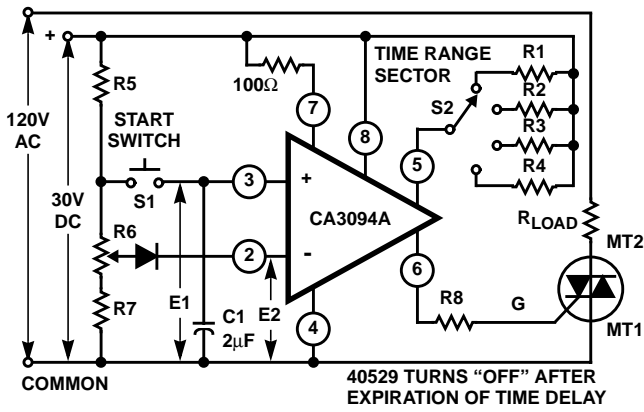 +
120V
AC
30V
DC
R5
START
SWITCH
S1
R6
R7
E1
C1
2μF
E2
100Ω
7
8
3
+
CA3094A
2
-
4
5
6
TIME RANGE
SECTOR
S2
R1
R2
R3
R4
RLOAD
MT2
R8
G
MT1
COMMON
40529 TURNS “OFF” AFTER
EXPIRATION OF TIME DELAY